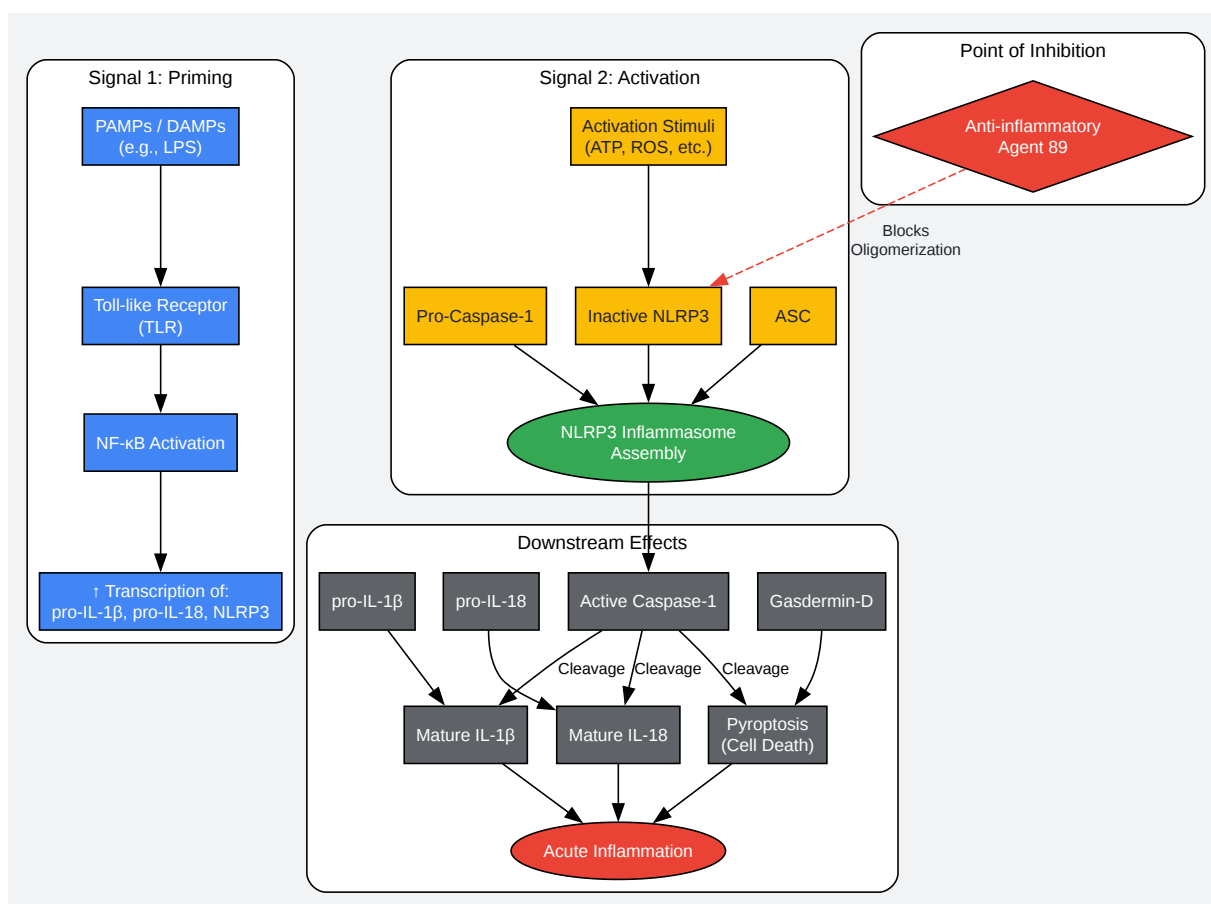 Signal 1: Priming
PAMPs / DAMPs
(e.g., LPS)
Toll-like Receptor
(TLR)
NF-κB Activation
↑ Transcription of:
pro-IL-1β, pro-IL-18, NLRP3
Signal 2: Activation
Activation Stimuli
(ATP, ROS, etc.)
Pro-Caspase-1
Inactive NLRP3
ASC
NLRP3 Inflammasome
Assembly
Point of Inhibition
Anti-inflammatory
Agent 89
Blocks
Oligomerization
Downstream Effects
pro-IL-1β
pro-IL-18
Active Caspase-1
Gasdermin-D
Cleavage
Cleavage
Cleavage
Mature IL-1β
Mature IL-18
Pyroptosis
(Cell Death)
Acute Inflammation